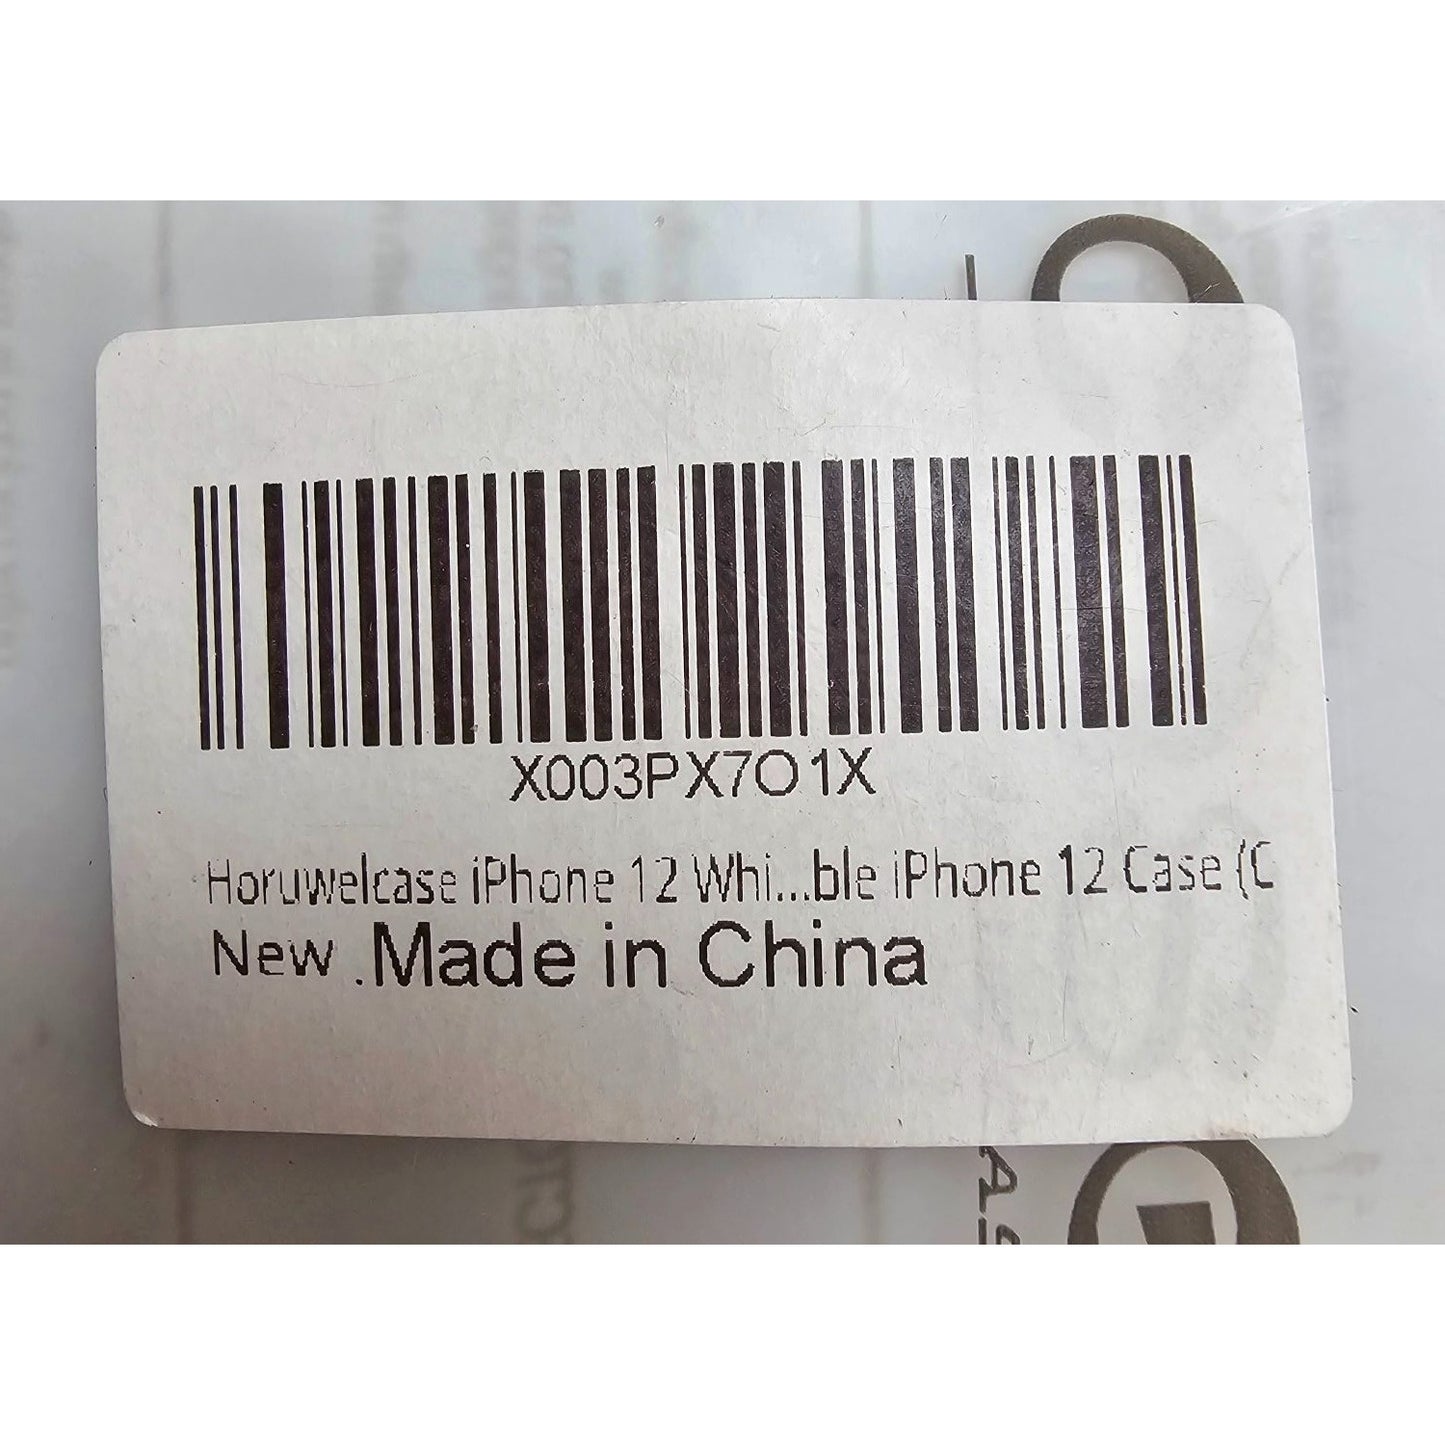 X003PX7O1X
Horuwelcase iPhone 12 Whi...ble iPhone 12 Case (C
New .Made in China